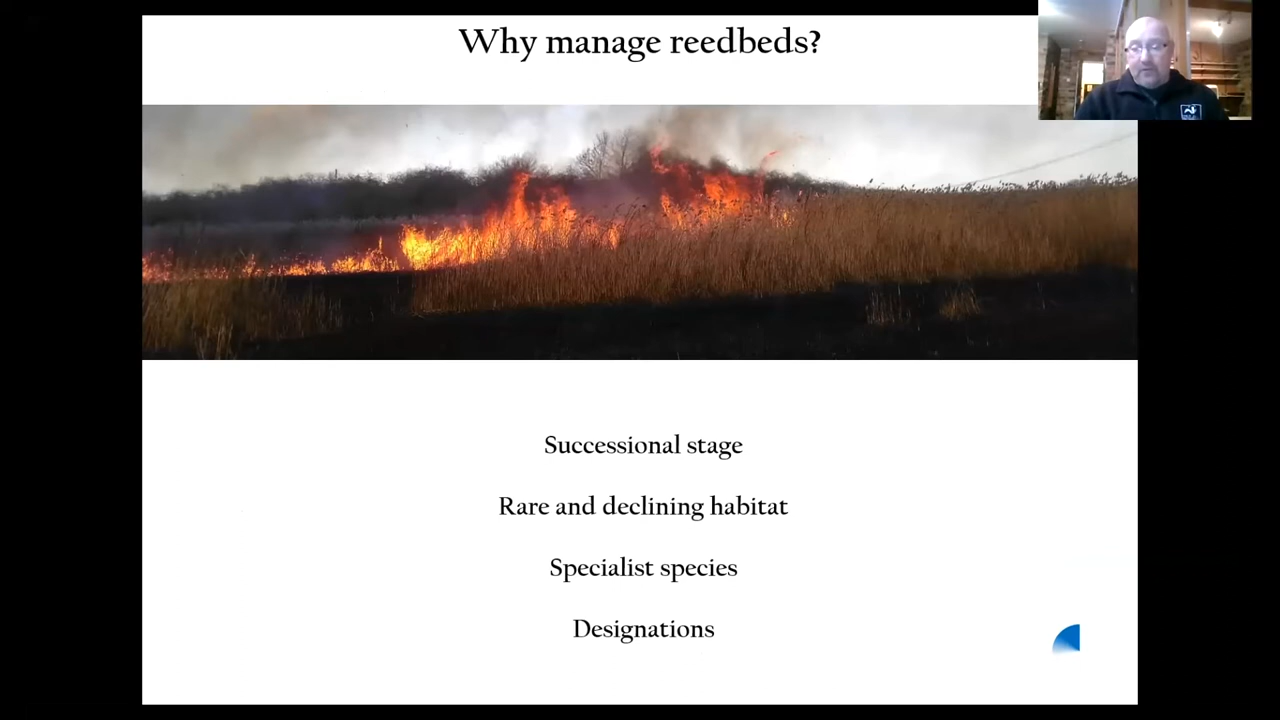 Why manage reedbeds?
Successional stage
Rare and declining habitat
Specialist species
Designations